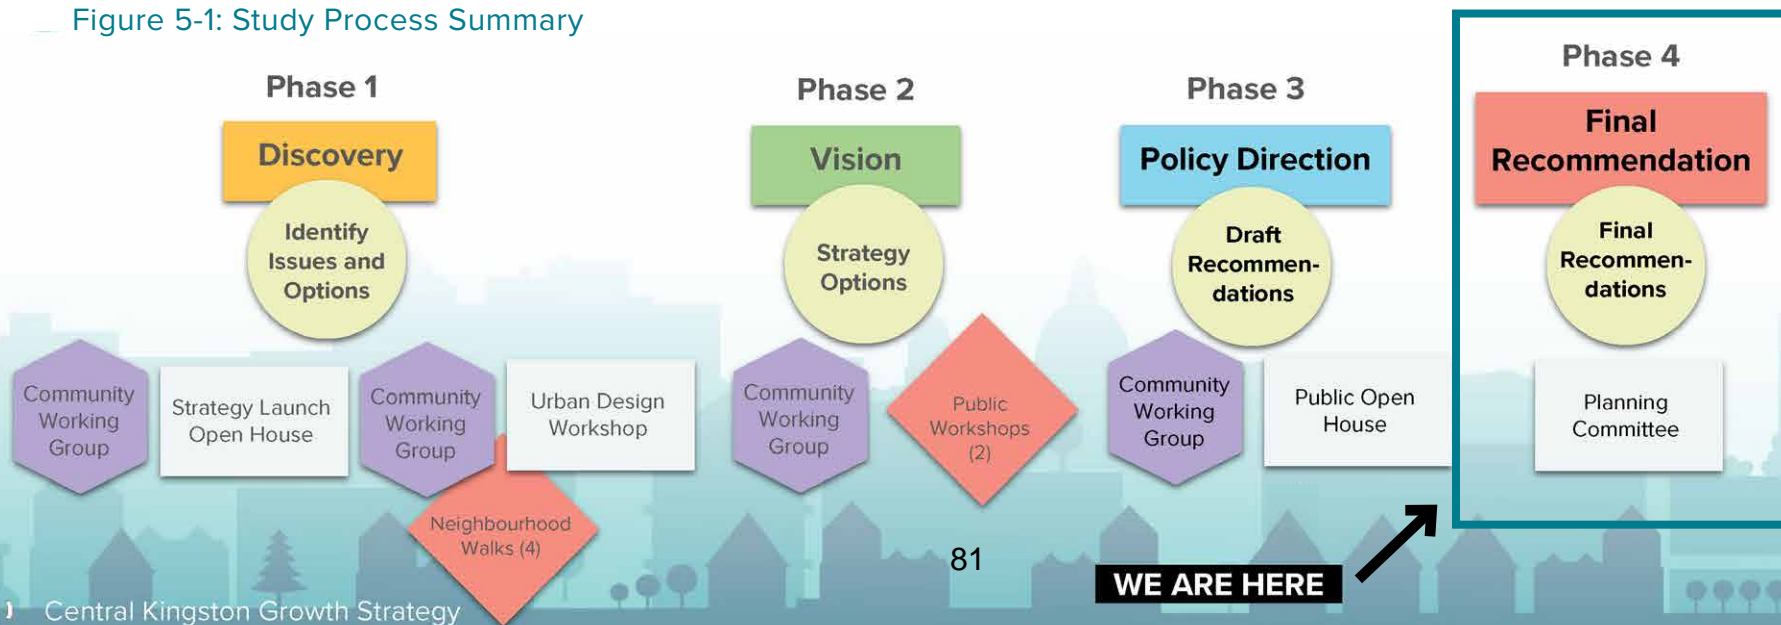 Figure 5-1: Study Process Summary
Phase 1
Discovery
Identify
Issues and
Options
Community
Working
Group
Strategy Launch
Open House
Community
Working
Group
Urban Design
Workshop
Neighbourhood
Walks (4)
Phase 2
Vision
Strategy
Options
Community
Working
Group
Public
Workshops
(2)
Phase 3
Policy Direction
Draft
Recommen-
dations
Community
Working
Group
Public Open
House
Phase 4
Final
Recommendation
Final
Recommen-
dations
Planning
Committee
WE ARE HERE
81
Central Kingston Growth Strategy